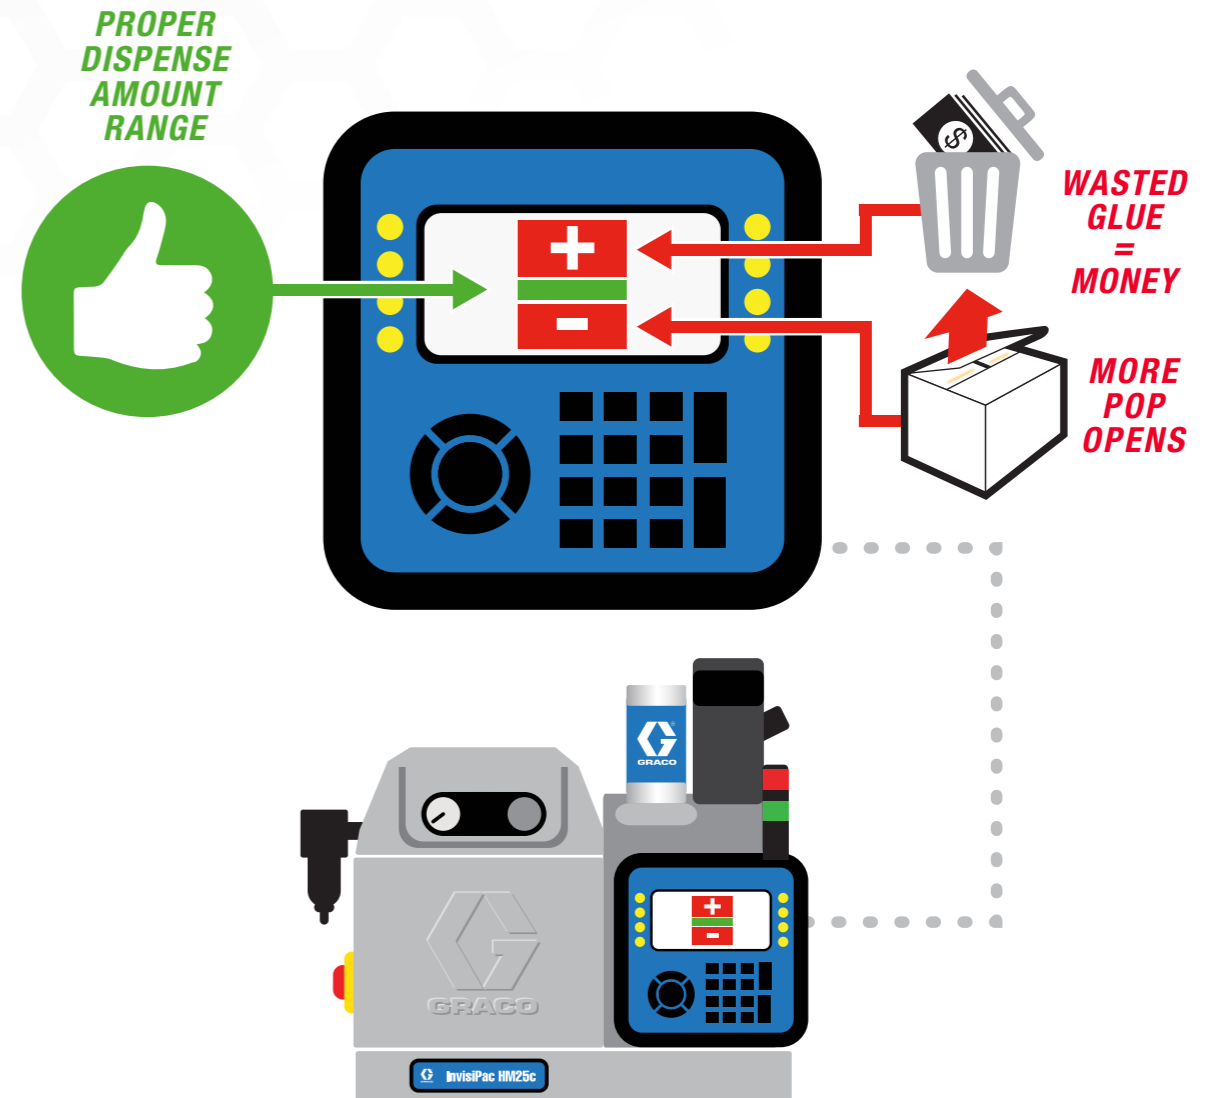 PROPER
DISPENSE
AMOUNT
RANGE
+
-
$
WASTED
GLUE
=
MONEY
MORE
POP
OPENS
GRACO
+
-
GRACO
InvisiPac HM25c